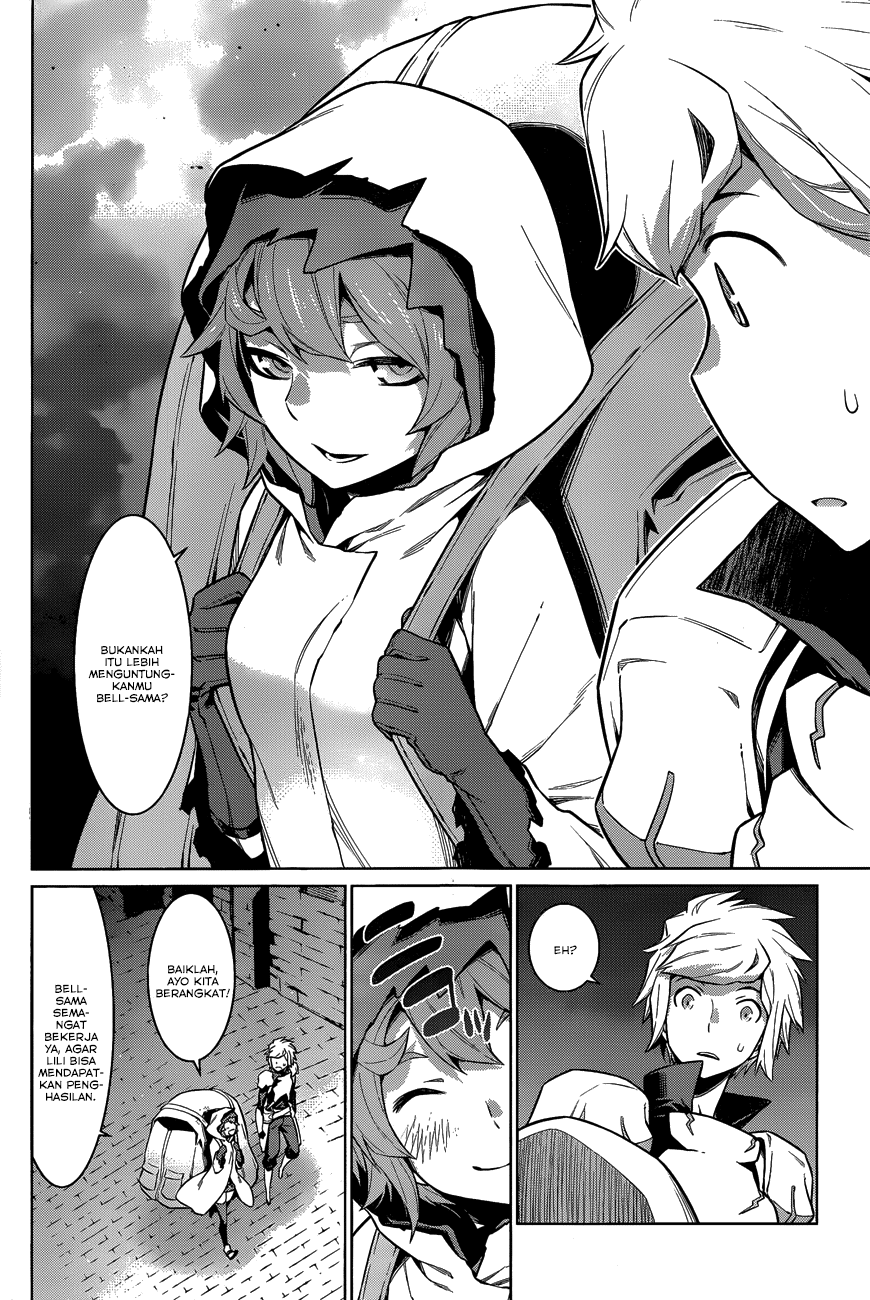 BUKANKAH
ITU LEBIH
MENGUNTUNG-
KANMU
BELL-SAMA?
EH?
BAIKLAH,
AYO KITA
BERANGKAT!
BELL-
SAMA
SEMA-
NGAT
BEKERJA
YA, AGAR
LILI BISA
MENDAPAT-
KAN PENG-
HASILAN.